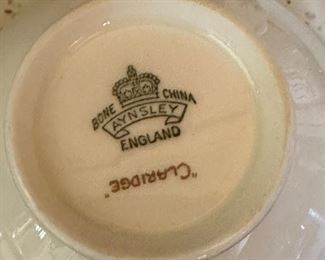 BONE CHINA
AYNSLEY
ENGLAND
"CLARIDGE"